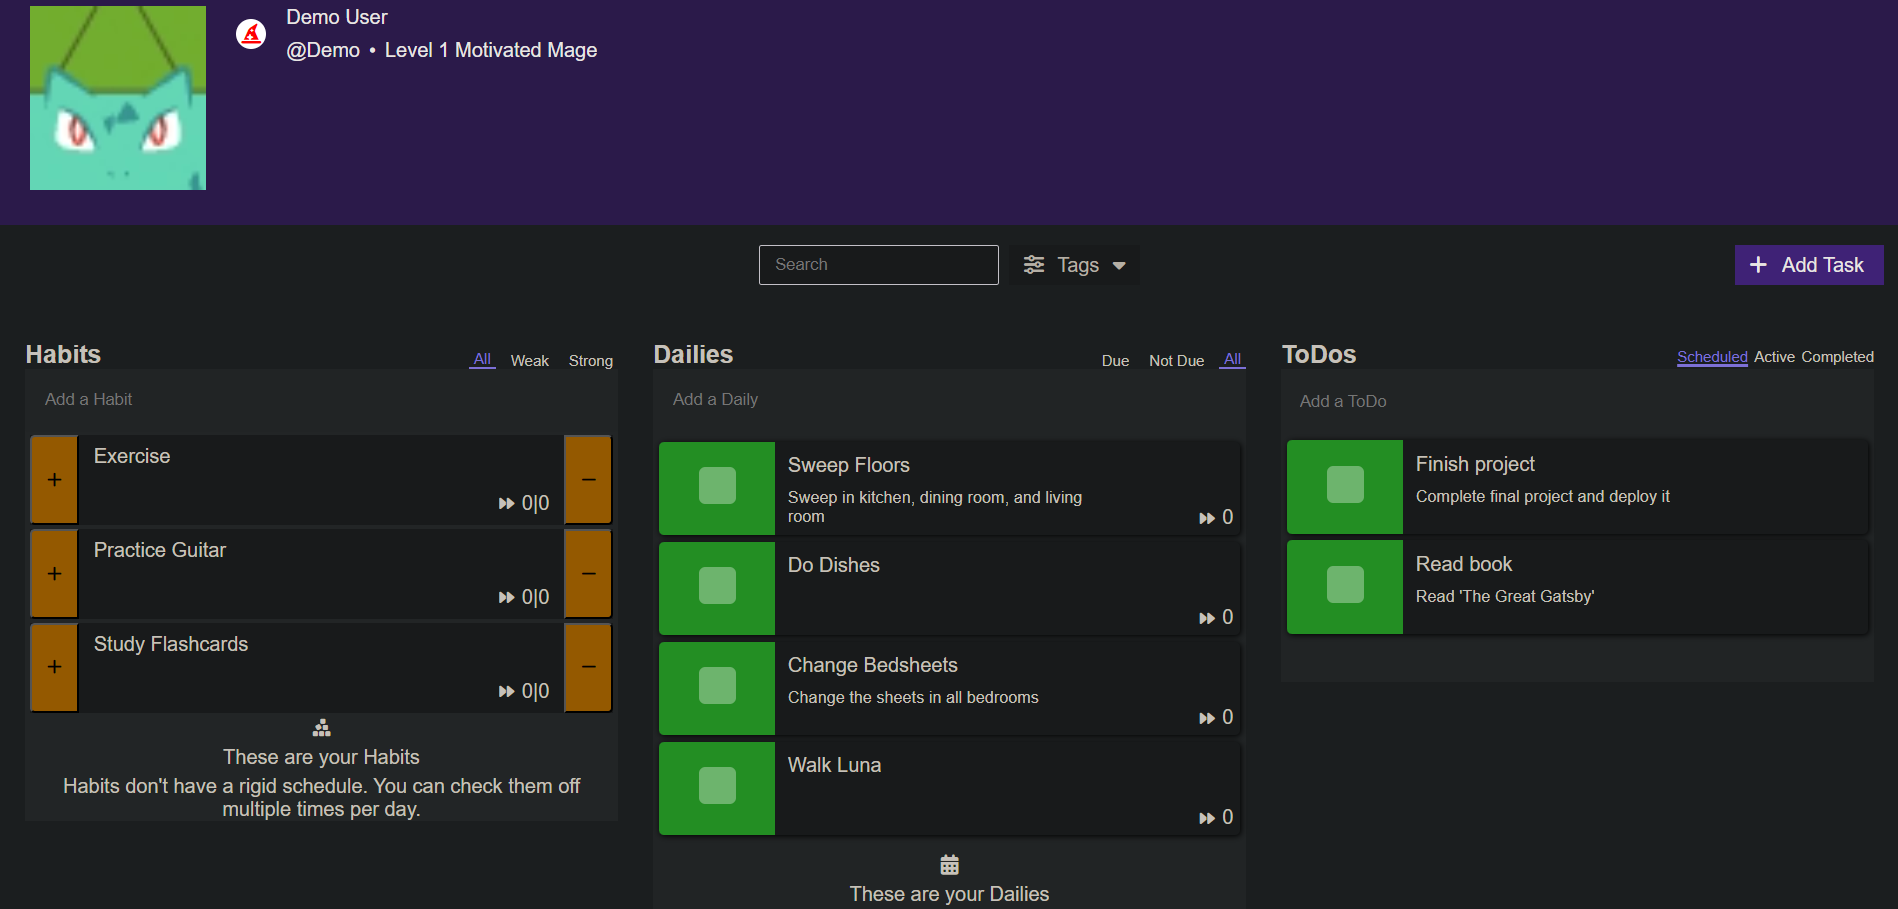 Demo User
@Demo • Level 1 Motivated Mage
Search
Tags
+ Add Task
Habits
All Weak Strong
Add a Habit
+
Exercise
0|0
−
+
Practice Guitar
0|0
−
+
Study Flashcards
0|0
−
These are your Habits
Habits don't have a rigid schedule. You can check them off
multiple times per day.
Dailies
Due Not Due All
Add a Daily
Sweep Floors
Sweep in kitchen, dining room, and living
room
0
Do Dishes
0
Change Bedsheets
Change the sheets in all bedrooms
0
Walk Luna
0
These are your Dailies
ToDos
Scheduled Active Completed
Add a ToDo
Finish project
Complete final project and deploy it
Read book
Read 'The Great Gatsby'